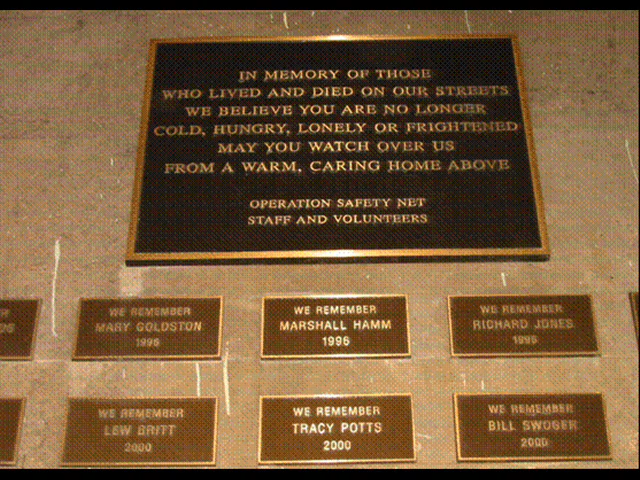 IN MEMORY OF THOSE
WHO LIVED AND DIED ON OUR STREETS
WE BELIEVE YOU ARE NO LONGER
COLD, HUNGRY, LONELY OR FRIGHTENED
MAY YOU WATCH OVER US
FROM A WARM, CARING HOME ABOVE
OPERATION SAFETY NET
STAFF AND VOLUNTEERS
WE REMEMBER
MARY GOLDSTON
1996
WE REMEMBER
MARSHALL HAMM
1996
WE REMEMBER
RICHARD JONES
1996
WE REMEMBER
LEW BRITT
2000
WE REMEMBER
TRACY POTTS
2000
WE REMEMBER
BILL SWOGER
2000